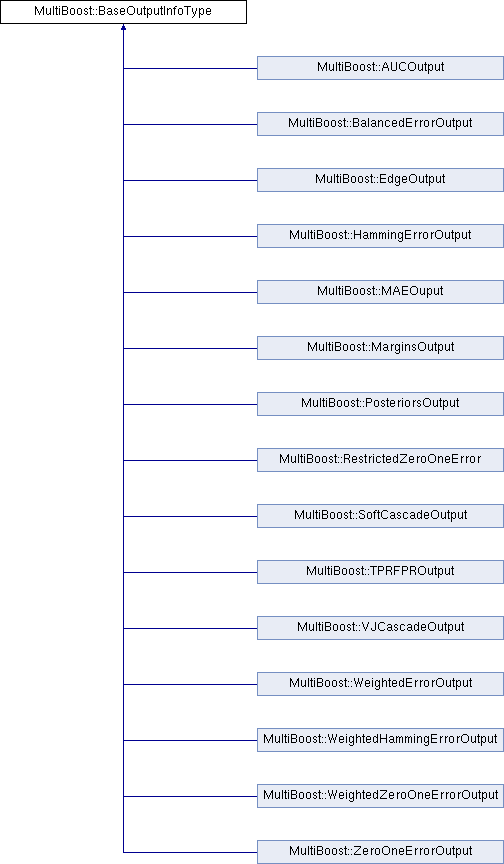 MultiBoost::BaseOutputInfoType
MultiBoost::AUCOutput
MultiBoost::BalancedErrorOutput
MultiBoost::EdgeOutput
MultiBoost::HammingErrorOutput
MultiBoost::MAEOuput
MultiBoost::MarginsOutput
MultiBoost::PosteriorsOutput
MultiBoost::RestrictedZeroOneError
MultiBoost::SoftCascadeOutput
MultiBoost::TPRFPROutput
MultiBoost::VJCascadeOutput
MultiBoost::WeightedErrorOutput
MultiBoost::WeightedHammingErrorOutput
MultiBoost::WeightedZeroOneErrorOutput
MultiBoost::ZeroOneErrorOutput